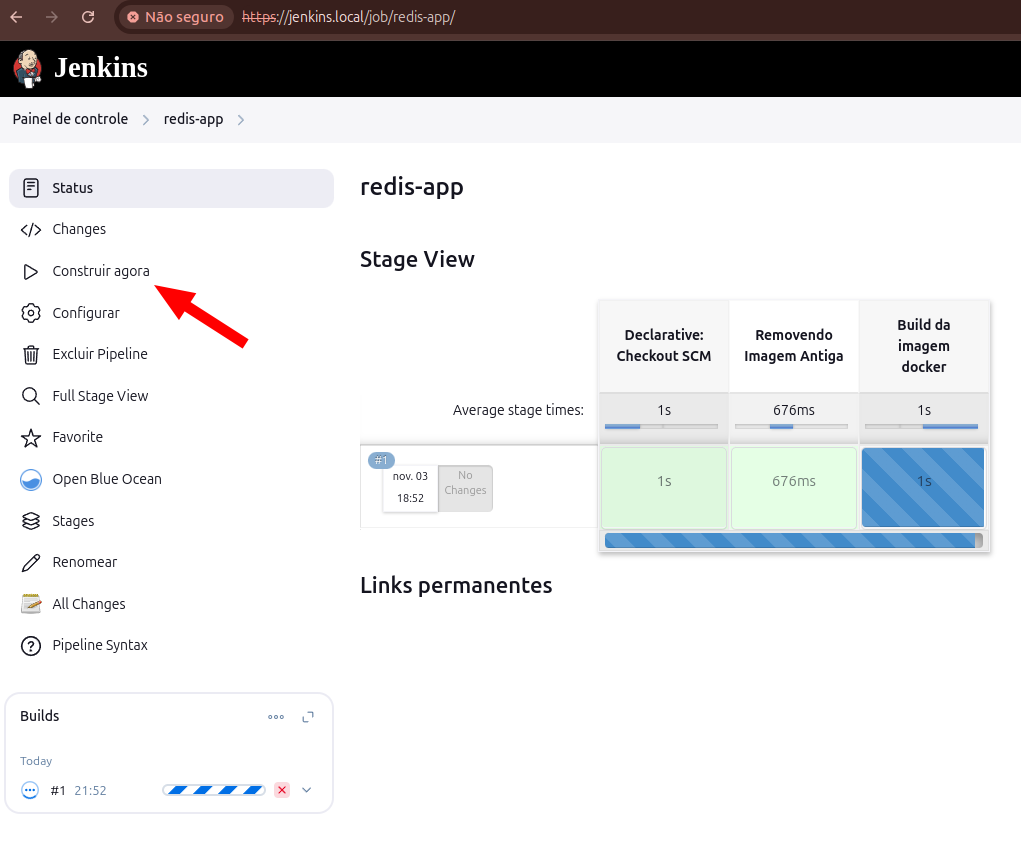 Não seguro https://jenkins.local/job/redis-app/
Jenkins
Painel de controle redis-app
Status
Changes
Construir agora
Configurar
Excluir Pipeline
Full Stage View
Favorite
Open Blue Ocean
Stages
Renomear
All Changes
Pipeline Syntax
Builds
Today
#1 21:52
redis-app
Stage View
Declarative:
Checkout SCM
Removendo
Imagem Antiga
Build da
imagem
docker
Average stage times:
1s
676ms
1s
#1
nov. 03
18:52
No
Changes
1s
676ms
1s
Links permanentes